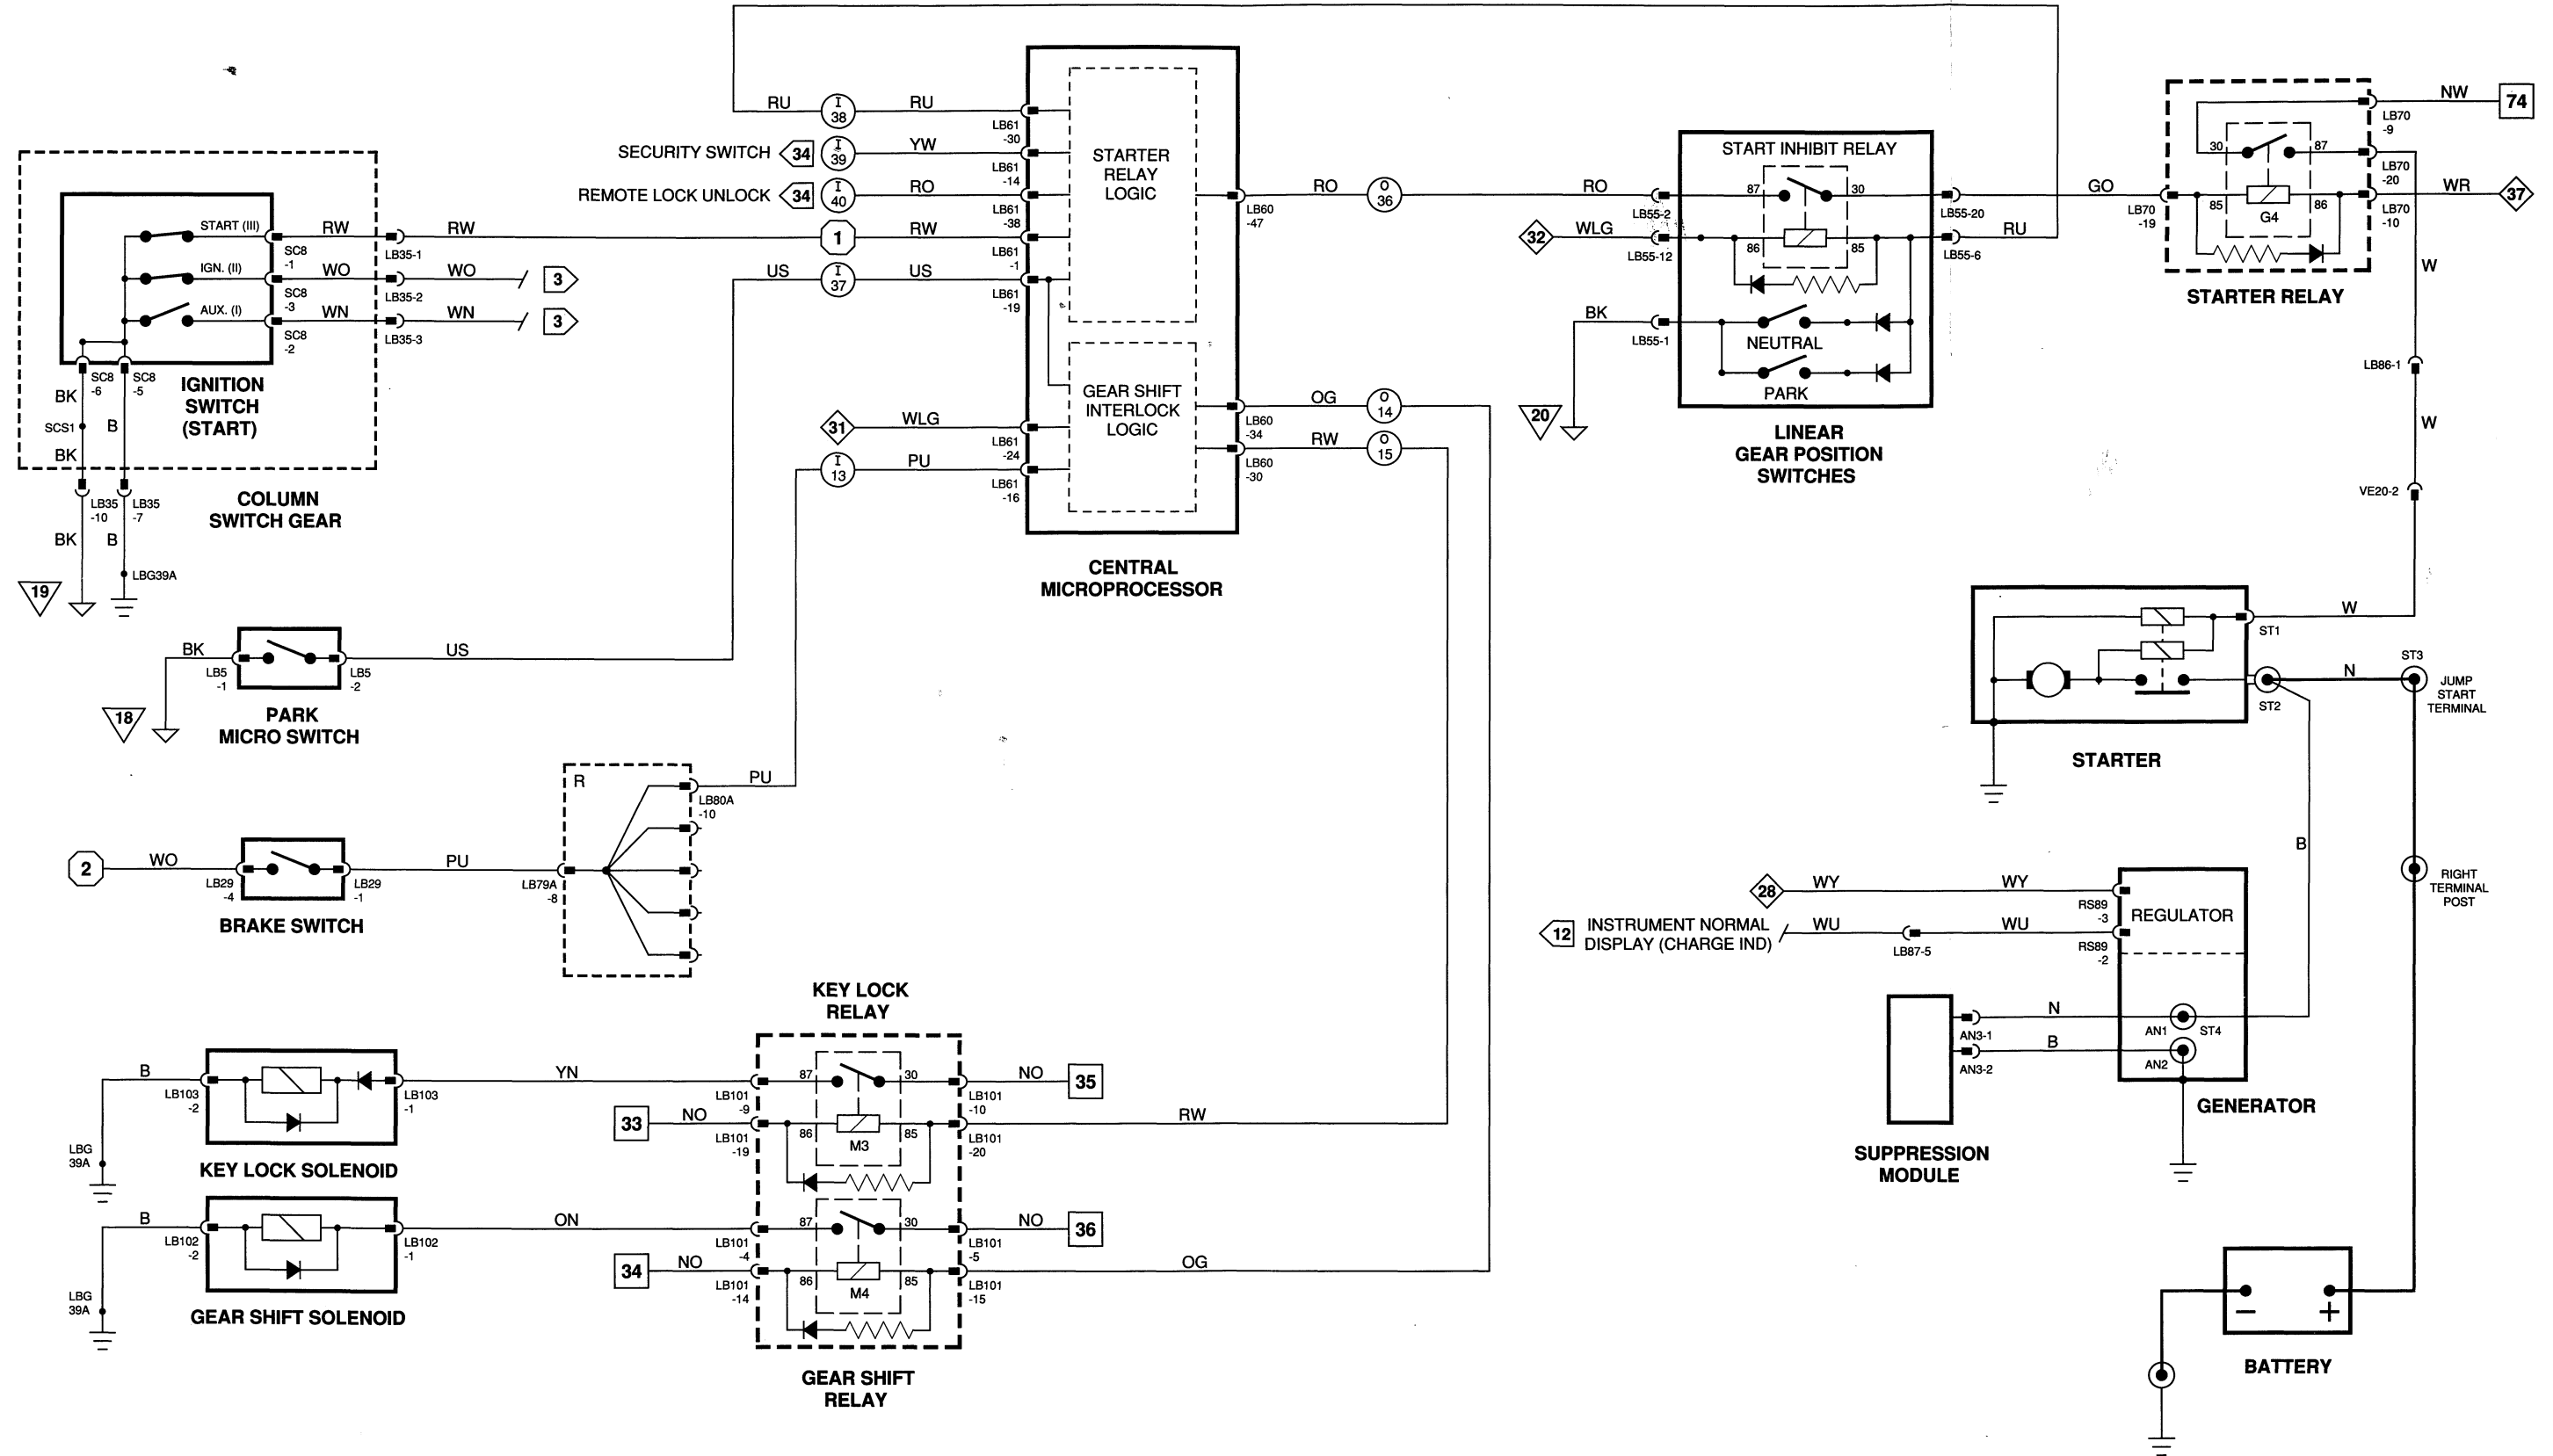 RU
I
38
RU
LB61
-30
SECURITY SWITCH
34
I
39
YW
LB61
-14
REMOTE LOCK UNLOCK
34
I
40
RO
LB61
-38
1
RW
LB61
-1
US
I
37
US
LB61
-19
STARTER
RELAY
LOGIC
GEAR SHIFT
INTERLOCK
LOGIC
31
WLG
LB61
-24
I
13
PU
LB61
-16
LB60
-47
RO
O
36
RO
LB60
-34
OG
O
14
LB60
-30
RW
O
15
CENTRAL
MICROPROCESSOR
START (III)
IGN. (II)
AUX. (I)
SC8
-1
RW
LB35-1
RW
SC8
-3
WO
LB35-2
WO
3
SC8
-2
WN
LB35-3
WN
3
SC8
-6
SC8
-5
IGNITION
SWITCH
(START)
BK
SCS1
B
BK
LB35
-10
LB35
-7
COLUMN
SWITCH GEAR
BK
B
LBG39A
19
BK
LB5
-1
LB5
-2
US
18
PARK
MICRO SWITCH
2
WO
LB29
-4
LB29
-1
PU
BRAKE SWITCH
LB79A
-8
R
LB80A
-10
PU
START INHIBIT RELAY
87
30
86
85
LB55-2
32
WLG
LB55-12
BK
LB55-1
20
NEUTRAL
PARK
LB55-20
GO
LB55-6
RU
LINEAR
GEAR POSITION
SWITCHES
LB70
-19
30
87
85
86
G4
LB70
-9
NW
74
LB70
-20
LB70
-10
WR
37
STARTER RELAY
W
LB86-1
W
VE20-2
W
ST1
ST2
N
ST3
JUMP
START
TERMINAL
STARTER
B
RIGHT
TERMINAL
POST
28
WY
WY
RS89
-3
12
INSTRUMENT NORMAL
DISPLAY (CHARGE IND)
WU
LB87-5
WU
RS89
-2
REGULATOR
AN3-1
N
AN1
ST4
AN3-2
B
AN2
GENERATOR
SUPPRESSION
MODULE
BATTERY
KEY LOCK
RELAY
B
LB103
-2
LB103
-1
YN
LB101
-9
87
30
LB101
-10
NO
35
LBG
39A
KEY LOCK SOLENOID
33
NO
LB101
-19
86
M3
85
LB101
-20
RW
B
LB102
-2
LB102
-1
ON
LB101
-4
87
30
LB101
-5
NO
36
LBG
39A
GEAR SHIFT SOLENOID
34
NO
LB101
-14
86
M4
85
LB101
-15
OG
GEAR SHIFT
RELAY